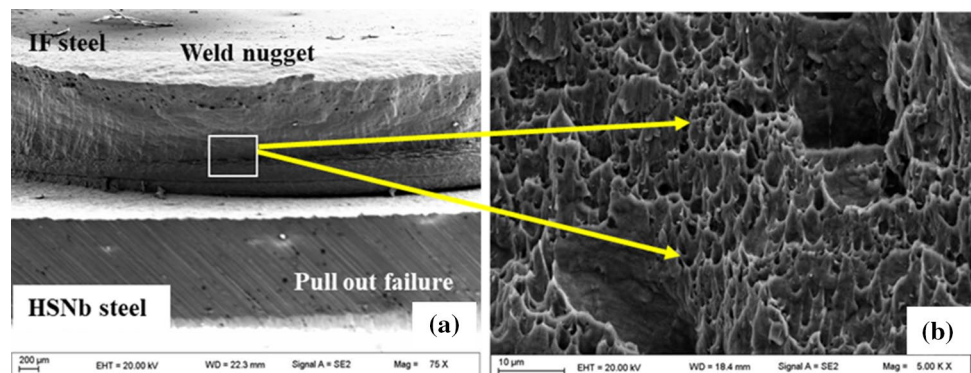 IF steel
Weld nugget
Pull out failure
HSNb steel
(a)
(b)
200 µm
EHT = 20.00 kV WD = 22.3 mm Signal A = SE2 Mag = 75 X
10 µm
EHT = 20.00 kV WD = 18.4 mm Signal A = SE2 Mag = 5.00 K X